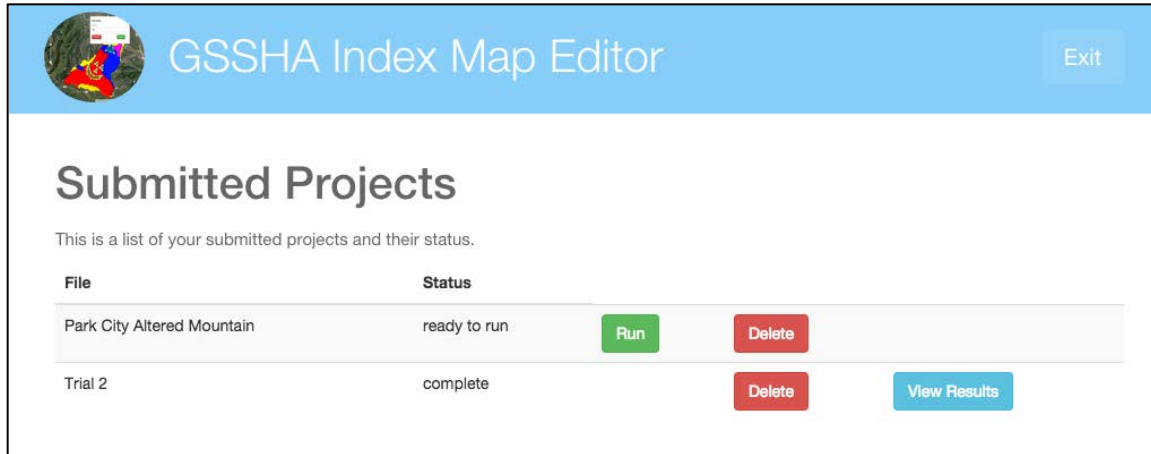 GSSHA Index Map Editor Exit
Submitted Projects
This is a list of your submitted projects and their status.
File Status
Park City Altered Mountain ready to run Run Delete
Trial 2 complete Delete View Results